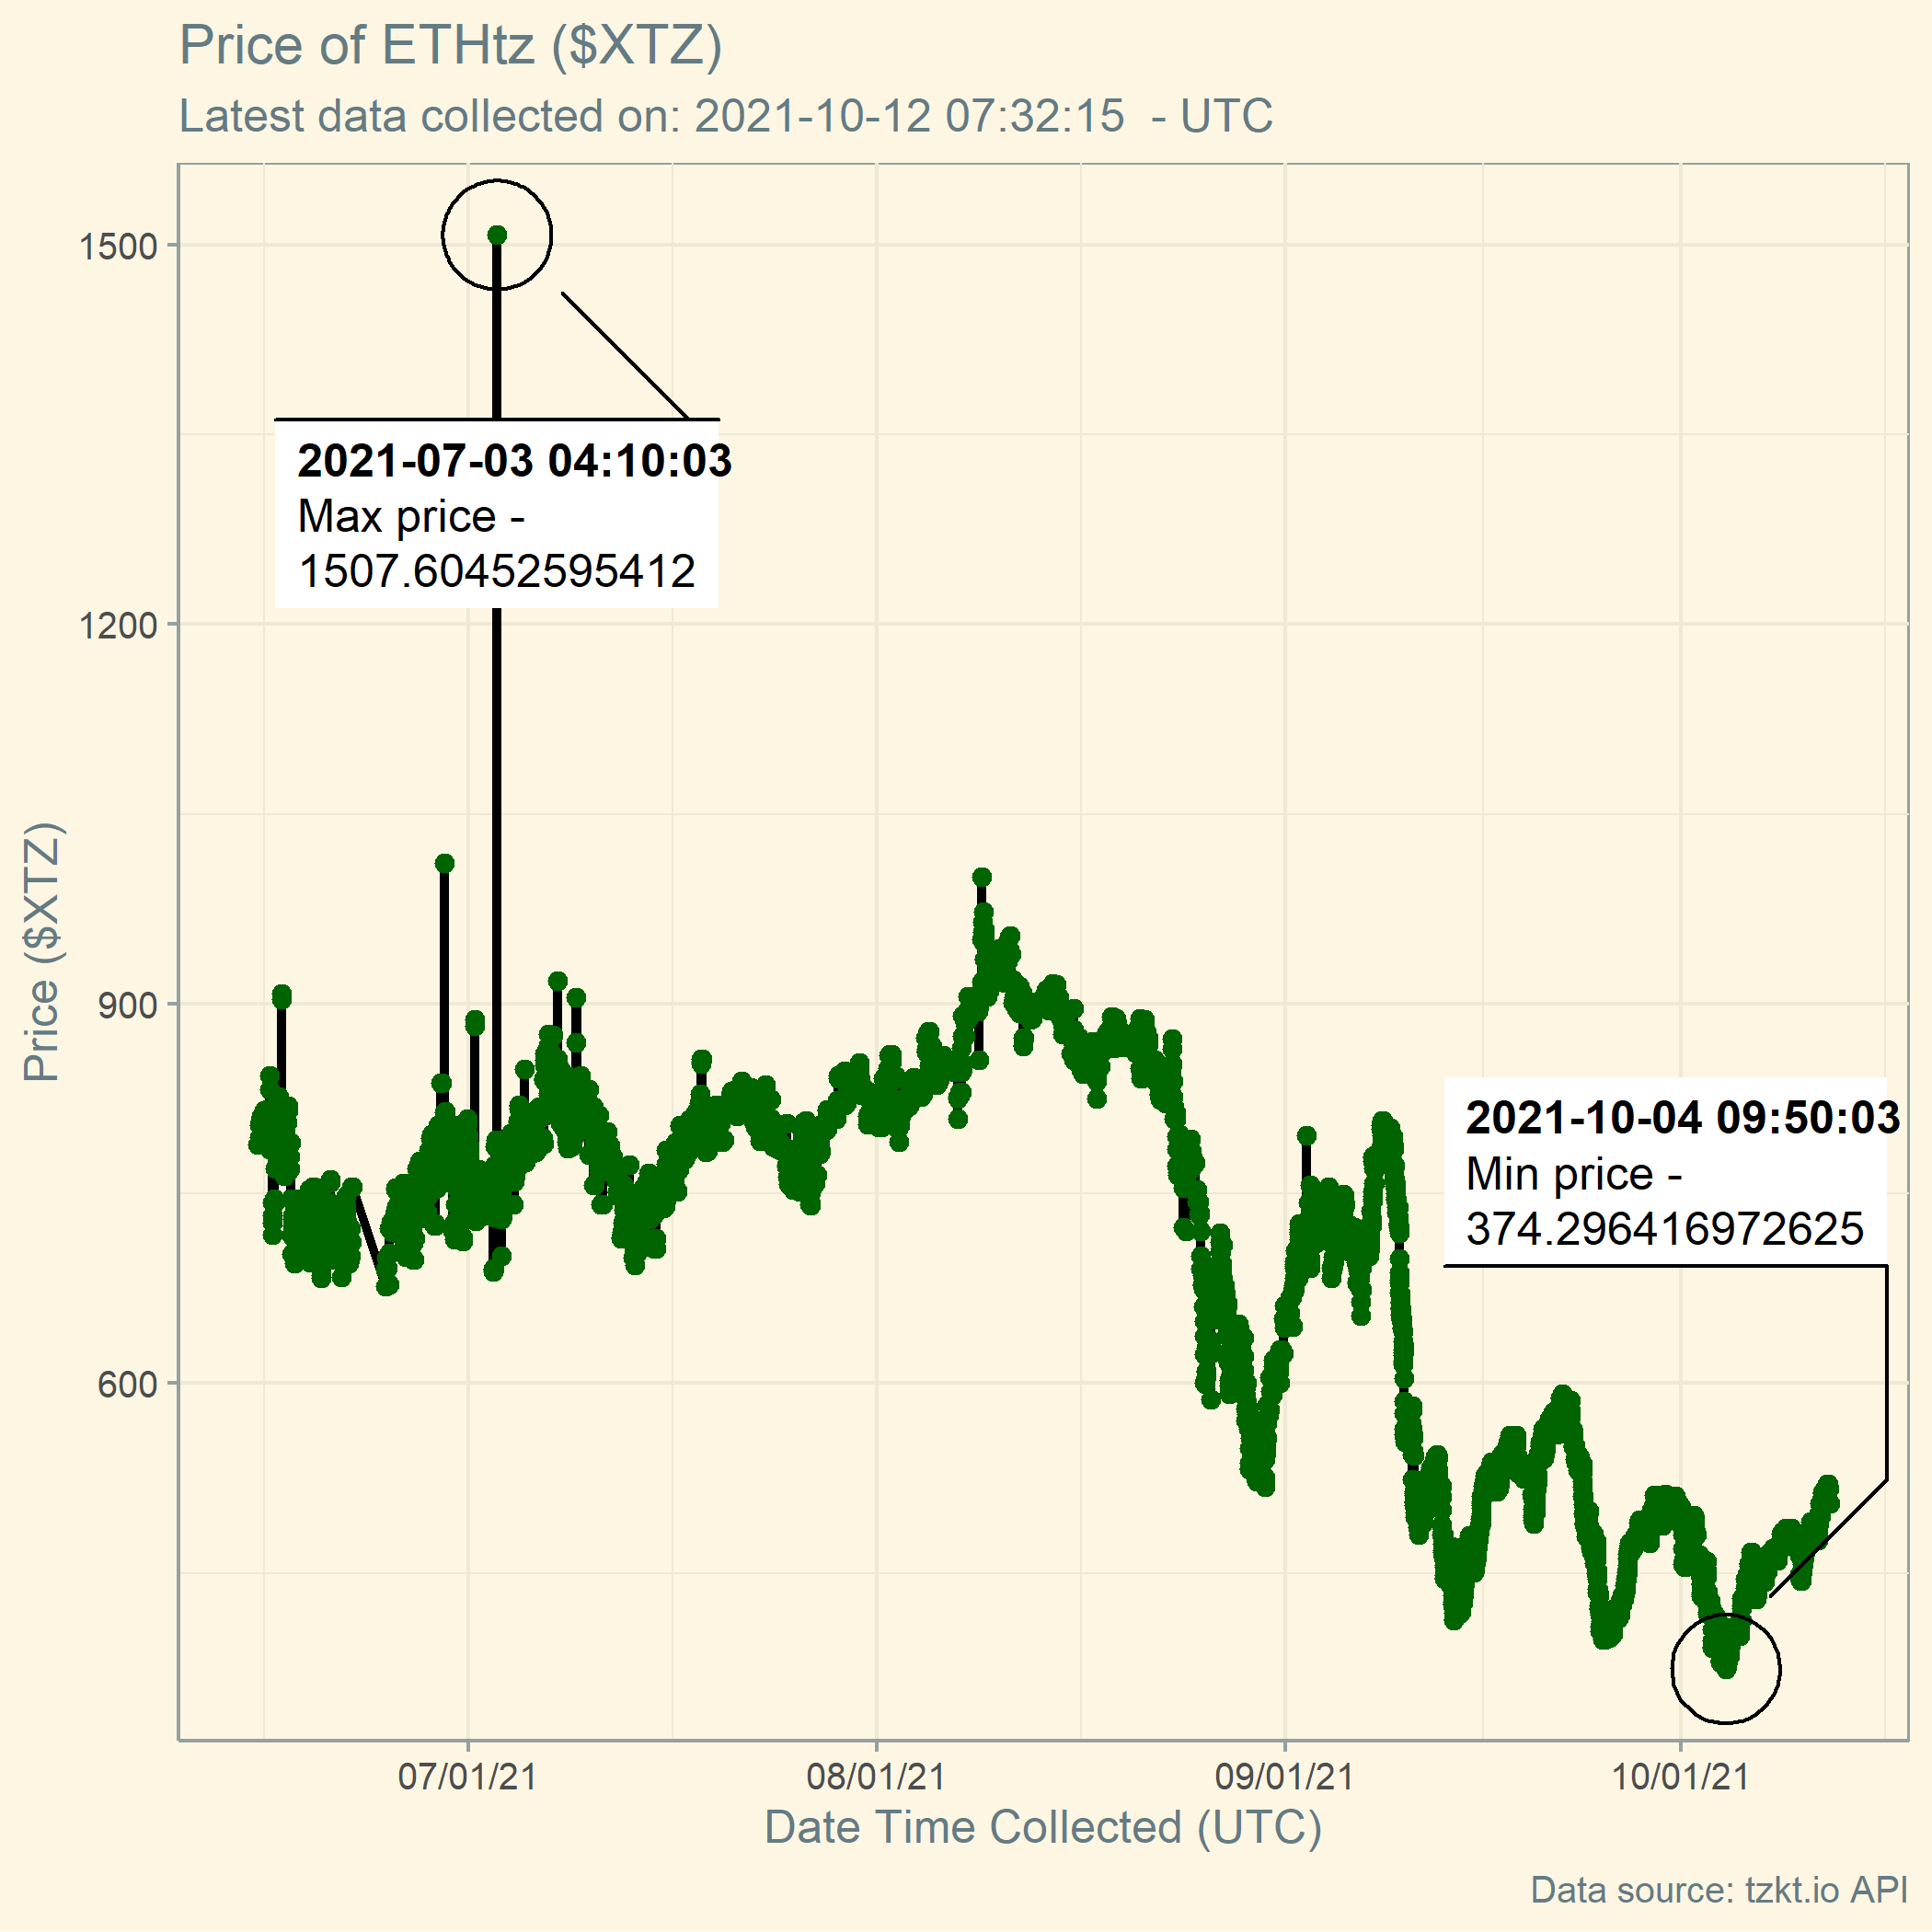 Price of ETHtz ($XTZ)
Latest data collected on: 2021-10-12 07:32:15  - UTC
1500
1200
900
600
Price ($XTZ)
2021-07-03 04:10:03
Max price -
1507.60452595412
2021-10-04 09:50:03
Min price -
374.296416972625
07/01/21
08/01/21
09/01/21
10/01/21
Date Time Collected (UTC)
Data source: tzkt.io API